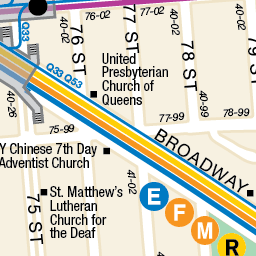 Q33
76-02
77-02
76 ST
77 ST
78 ST
Q33 Q53
United
Presbyterian
Church of
Queens
40-26
40-20
40-99
78-99
77-99
75-99
BROADWAY
Y Chinese 7th Day
Adventist Church
St. Matthew's
Lutheran
Church for
the Deaf
75 ST
41-02
E
F
M
R